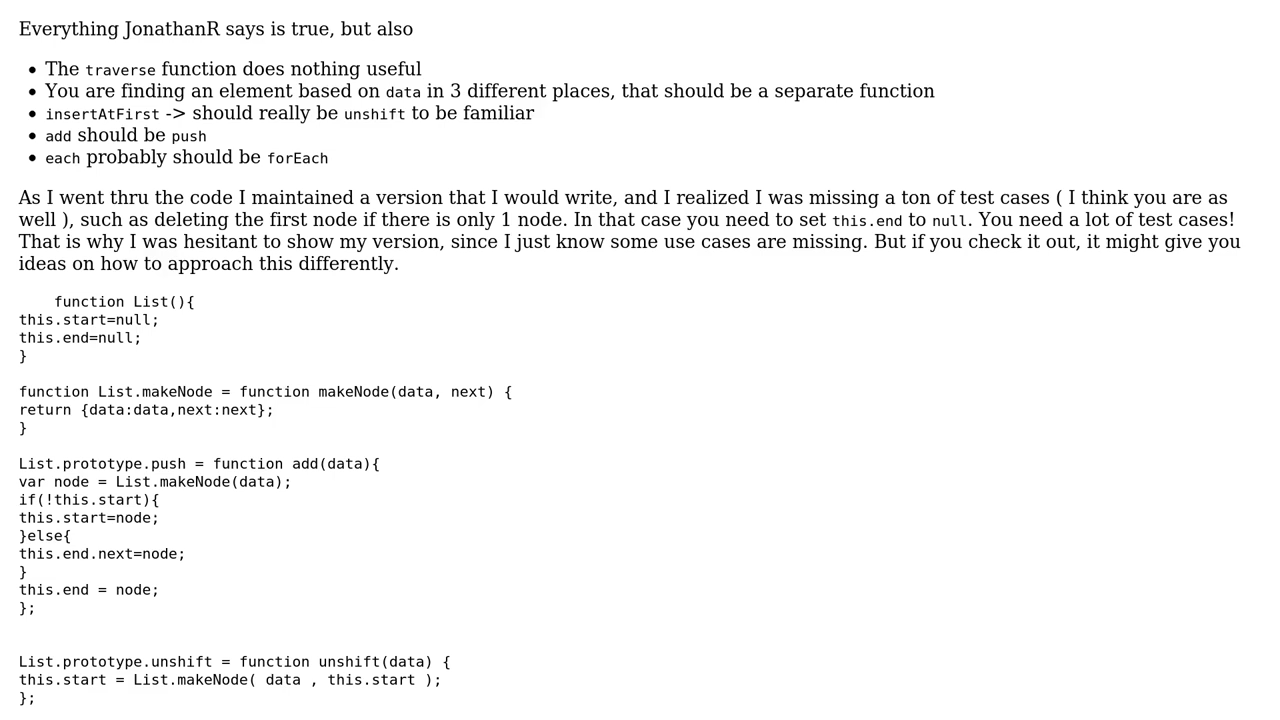 Everything JonathanR says is true, but also
• The traverse function does nothing useful
• You are finding an element based on data in 3 different places, that should be a separate function
• insertAtFirst -> should really be unshift to be familiar
• add should be push
• each probably should be forEach
As I went thru the code I maintained a version that I would write, and I realized I was missing a ton of test cases ( I think you are as
well ), such as deleting the first node if there is only 1 node. In that case you need to set this.end to null. You need a lot of test cases!
That is why I was hesitant to show my version, since I just know some use cases are missing. But if you check it out, it might give you
ideas on how to approach this differently.
    function List(){
this.start=null;
this.end=null;
}
function List.makeNode = function makeNode(data, next) {
return {data:data,next:next};
}
List.prototype.push = function add(data){
var node = List.makeNode(data);
if(!this.start){
this.start=node;
}else{
this.end.next=node;
}
this.end = node;
};
List.prototype.unshift = function unshift(data) {
this.start = List.makeNode( data , this.start );
};